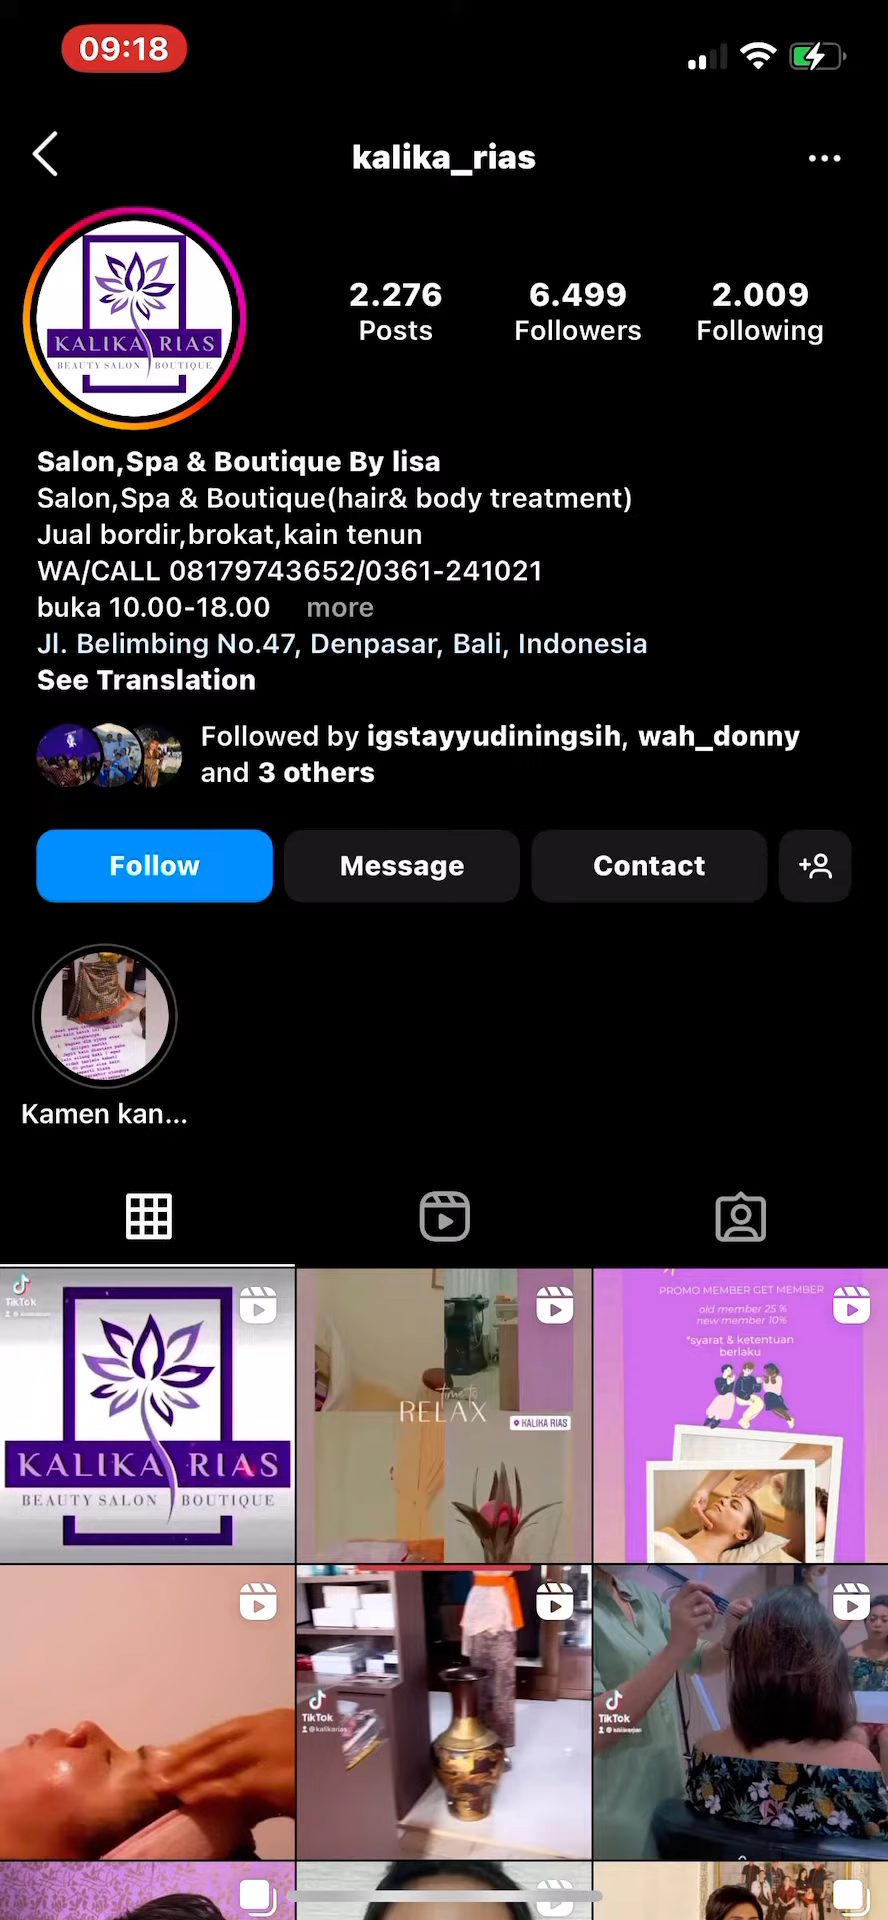 09:18
kalika_rias
KALIKA RIAS
BEAUTY SALON BOUTIQUE
2.276
Posts
6.499
Followers
2.009
Following
Salon,Spa & Boutique By lisa
Salon,Spa & Boutique(hair& body treatment)
Jual bordir,brokat,kain tenun
WA/CALL 08179743652/0361-241021
buka 10.00-18.00 more
Jl. Belimbing No.47, Denpasar, Bali, Indonesia
See Translation
Followed by igstayyudiningsih, wah_donny
and 3 others
Follow
Message
Contact
Kamen kan...
TikTok
KALIKA RIAS
BEAUTY SALON BOUTIQUE
time to
RELAX
KALIKA RIAS
PROMO MEMBER GET MEMBER
old member 25 %
new member 10%
*syarat & ketentuan
berlaku
TikTok
@kalikarias
TikTok
@kalikarias